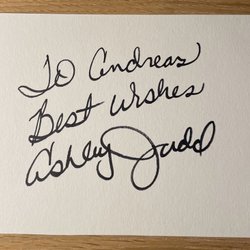 To Andreas
Best Wishes
Ashley Judd